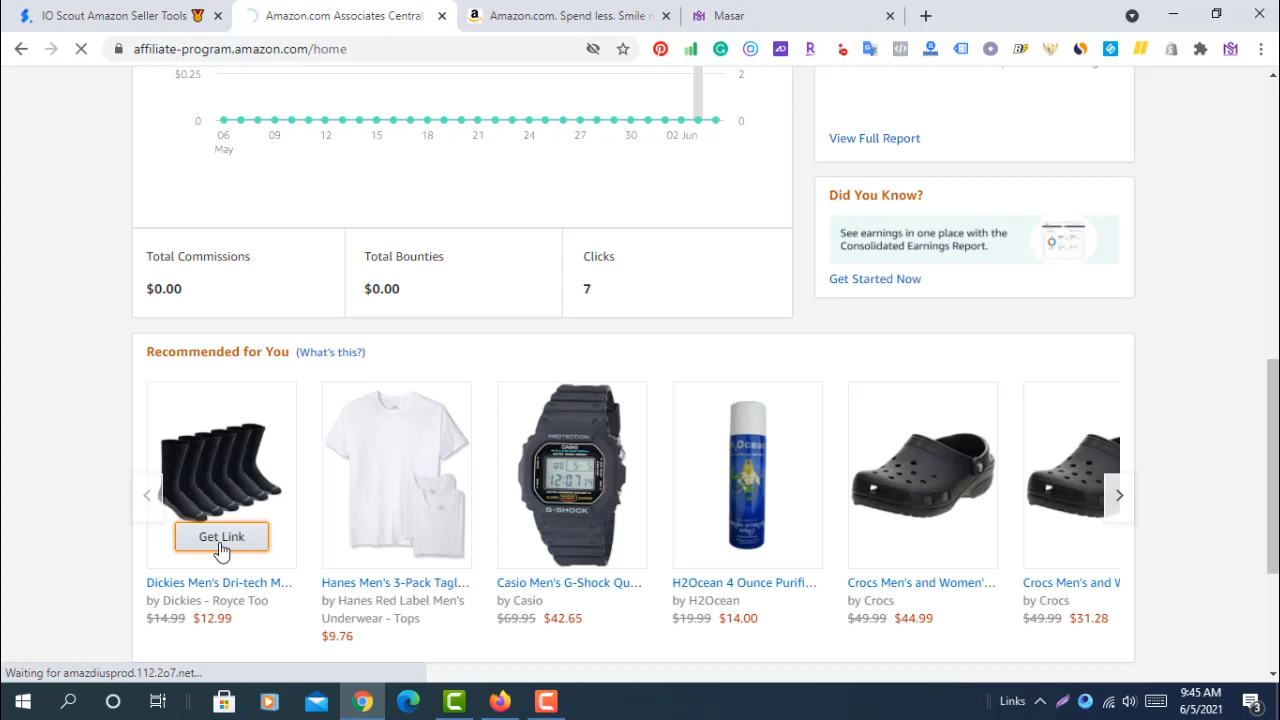 IO Scout Amazon Seller Tools
Amazon.com Associates Central
Amazon.com. Spend less. Smile m
Masar
affiliate-program.amazon.com/home
$0.25
2
0
0
06 09 12 15 18 21 24 27 30 02 Jun
May
View Full Report
Did You Know?
See earnings in one place with the
Consolidated Earnings Report.
Get Started Now
Total Commissions
Total Bounties
Clicks
$0.00
$0.00
7
Recommended for You (What's this?)
PROTECTION
CASIO
12:07
G-SHOCK
Get Link
Dickies Men's Dri-tech M...
by Dickies - Royce Too
$14.99 $12.99
Hanes Men's 3-Pack Tagl...
by Hanes Red Label Men's
Underwear - Tops
$9.76
Casio Men's G-Shock Qu...
by Casio
$69.95 $42.65
H2Ocean 4 Ounce Purifi...
by H2Ocean
$19.99 $14.00
Crocs Men's and Women'...
by Crocs
$49.99 $44.99
Crocs Men's and W
by Crocs
$49.99 $31.28
Waiting for amazdiusprod.112.2o7.net...
Links
9:45 AM
6/5/2021
3